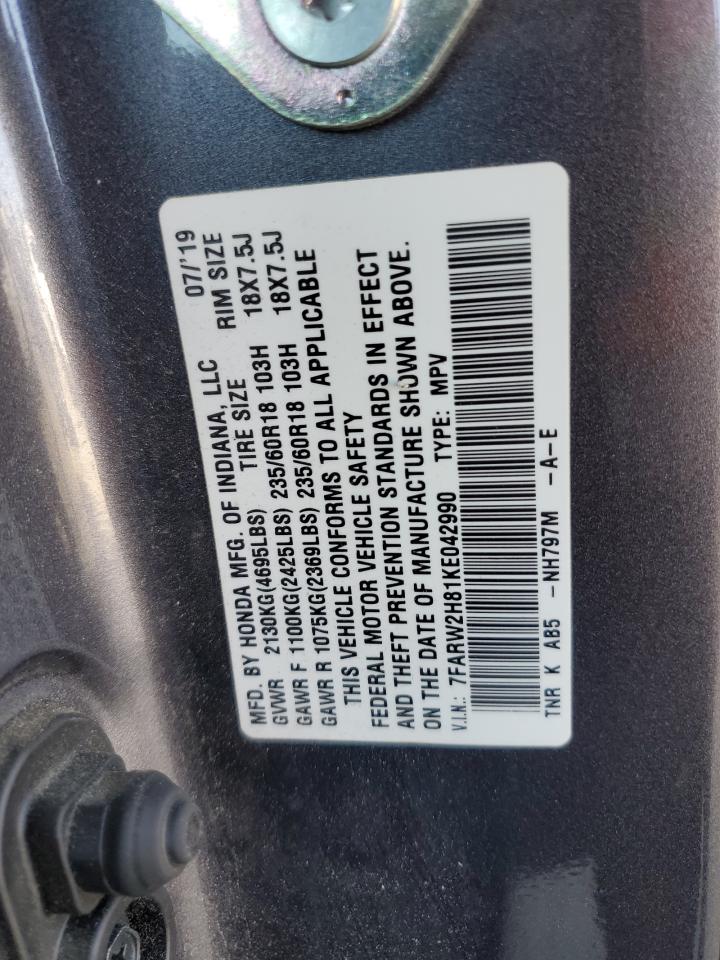 MFD. BY HONDA MFG. OF INDIANA, LLC 07/'19
GVWR 2130KG(4695LBS) TIRE SIZE RIM SIZE
GAWR F 1100KG(2425LBS) 235/60R18 103H 18X7.5J
GAWR R 1075KG(2369LBS) 235/60R18 103H 18X7.5J
THIS VEHICLE CONFORMS TO ALL APPLICABLE
FEDERAL MOTOR VEHICLE SAFETY
AND THEFT PREVENTION STANDARDS IN EFFECT
ON THE DATE OF MANUFACTURE SHOWN ABOVE.
V.I.N.: 7FARW2H81KE042990 TYPE: MPV
TNR K AB5 -NH797M -A-E